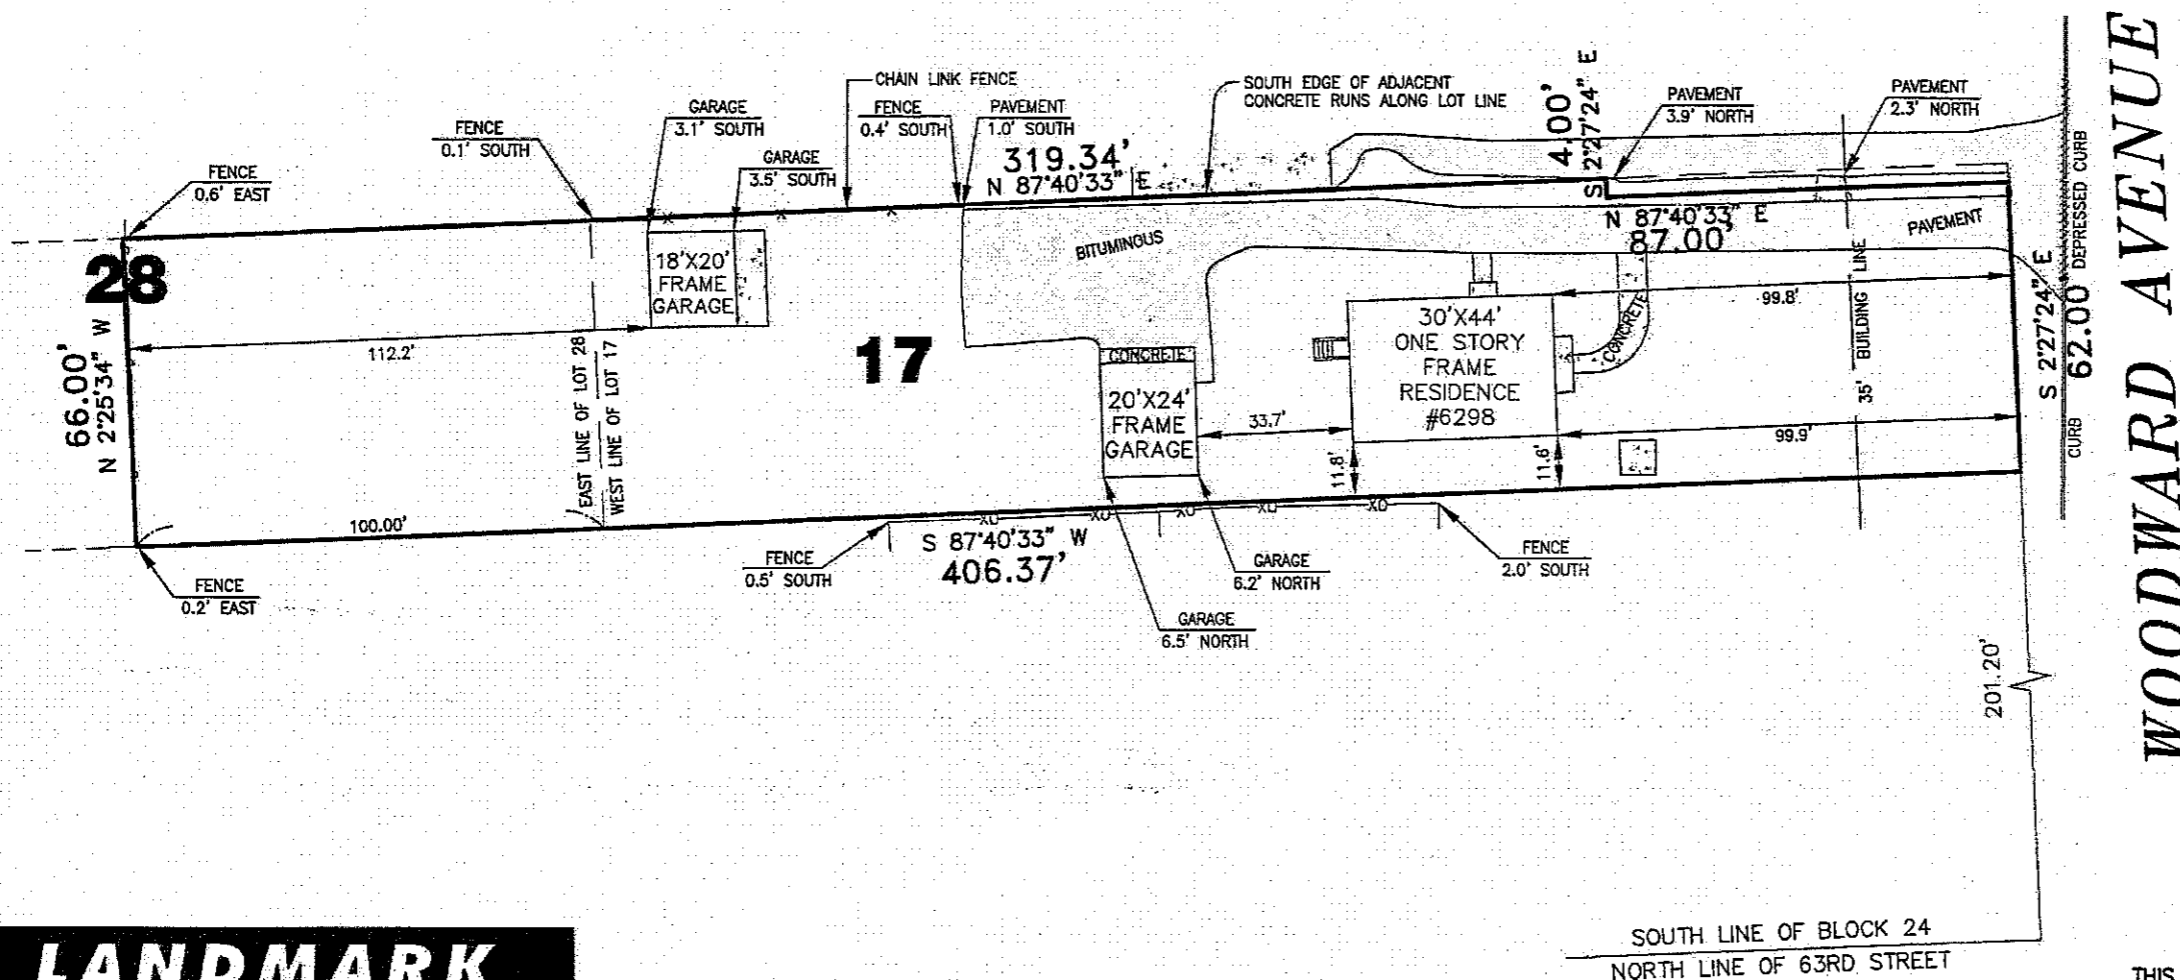 WOODWARD AVENUE
CHAIN LINK FENCE
SOUTH EDGE OF ADJACENT
CONCRETE RUNS ALONG LOT LINE
4.00'
S 2°27'24" E
PAVEMENT
3.9' NORTH
PAVEMENT
2.3' NORTH
GARAGE
3.1' SOUTH
FENCE
0.4' SOUTH
PAVEMENT
1.0' SOUTH
FENCE
0.1' SOUTH
GARAGE
3.5' SOUTH
319.34'
N 87°40'33" E
FENCE
0.6' EAST
N 87°40'33" E
87.00'
PAVEMENT
DEPRESSED CURB
BITUMINOUS
28
18'X20'
FRAME
GARAGE
99.8'
35' BUILDING LINE
S 2°27'24" E
62.00
CURB
66.00'
N 2°25'34" W
112.2'
EAST LINE OF LOT 28
WEST LINE OF LOT 17
17
CONCRETE
20'X24'
FRAME
GARAGE
33.7'
30'X44'
ONE STORY
FRAME
RESIDENCE
#6298
CONCRETE
99.9'
11.8'
11.6'
100.00'
XO
XO
XO
XO
XO
S 87°40'33" W
406.37'
FENCE
0.5' SOUTH
GARAGE
6.2' NORTH
FENCE
2.0' SOUTH
FENCE
0.2' EAST
GARAGE
6.5' NORTH
201.20'
SOUTH LINE OF BLOCK 24
NORTH LINE OF 63RD STREET
LANDMARK
THIS